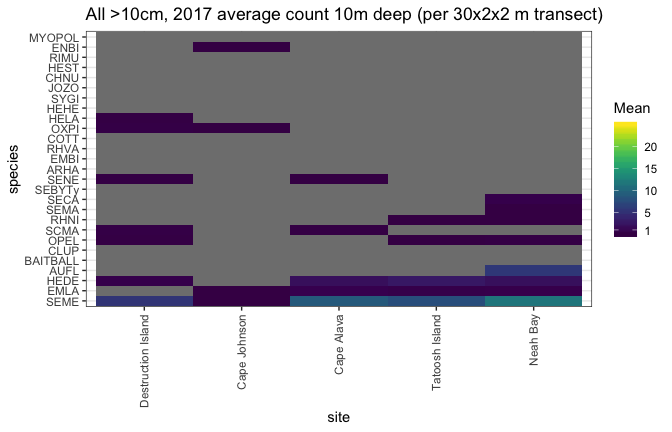 All >10cm, 2017 average count 10m deep (per 30x2x2 m transect)
MYOPOL
ENBI
RIMU
HEST
CHNU
JOZO
SYGI
HEHE
HELA
OXPI
COTT
RHVA
EMBI
ARHA
SENE
SEBYTy
SECA
SEMA
RHNI
SCMA
OPEL
CLUP
BAITBALL
AUFL
HEDE
EMLA
SEME
species
Destruction Island
Cape Johnson
Cape Alava
Tatoosh Island
Neah Bay
site
Mean
20
15
10
5
1